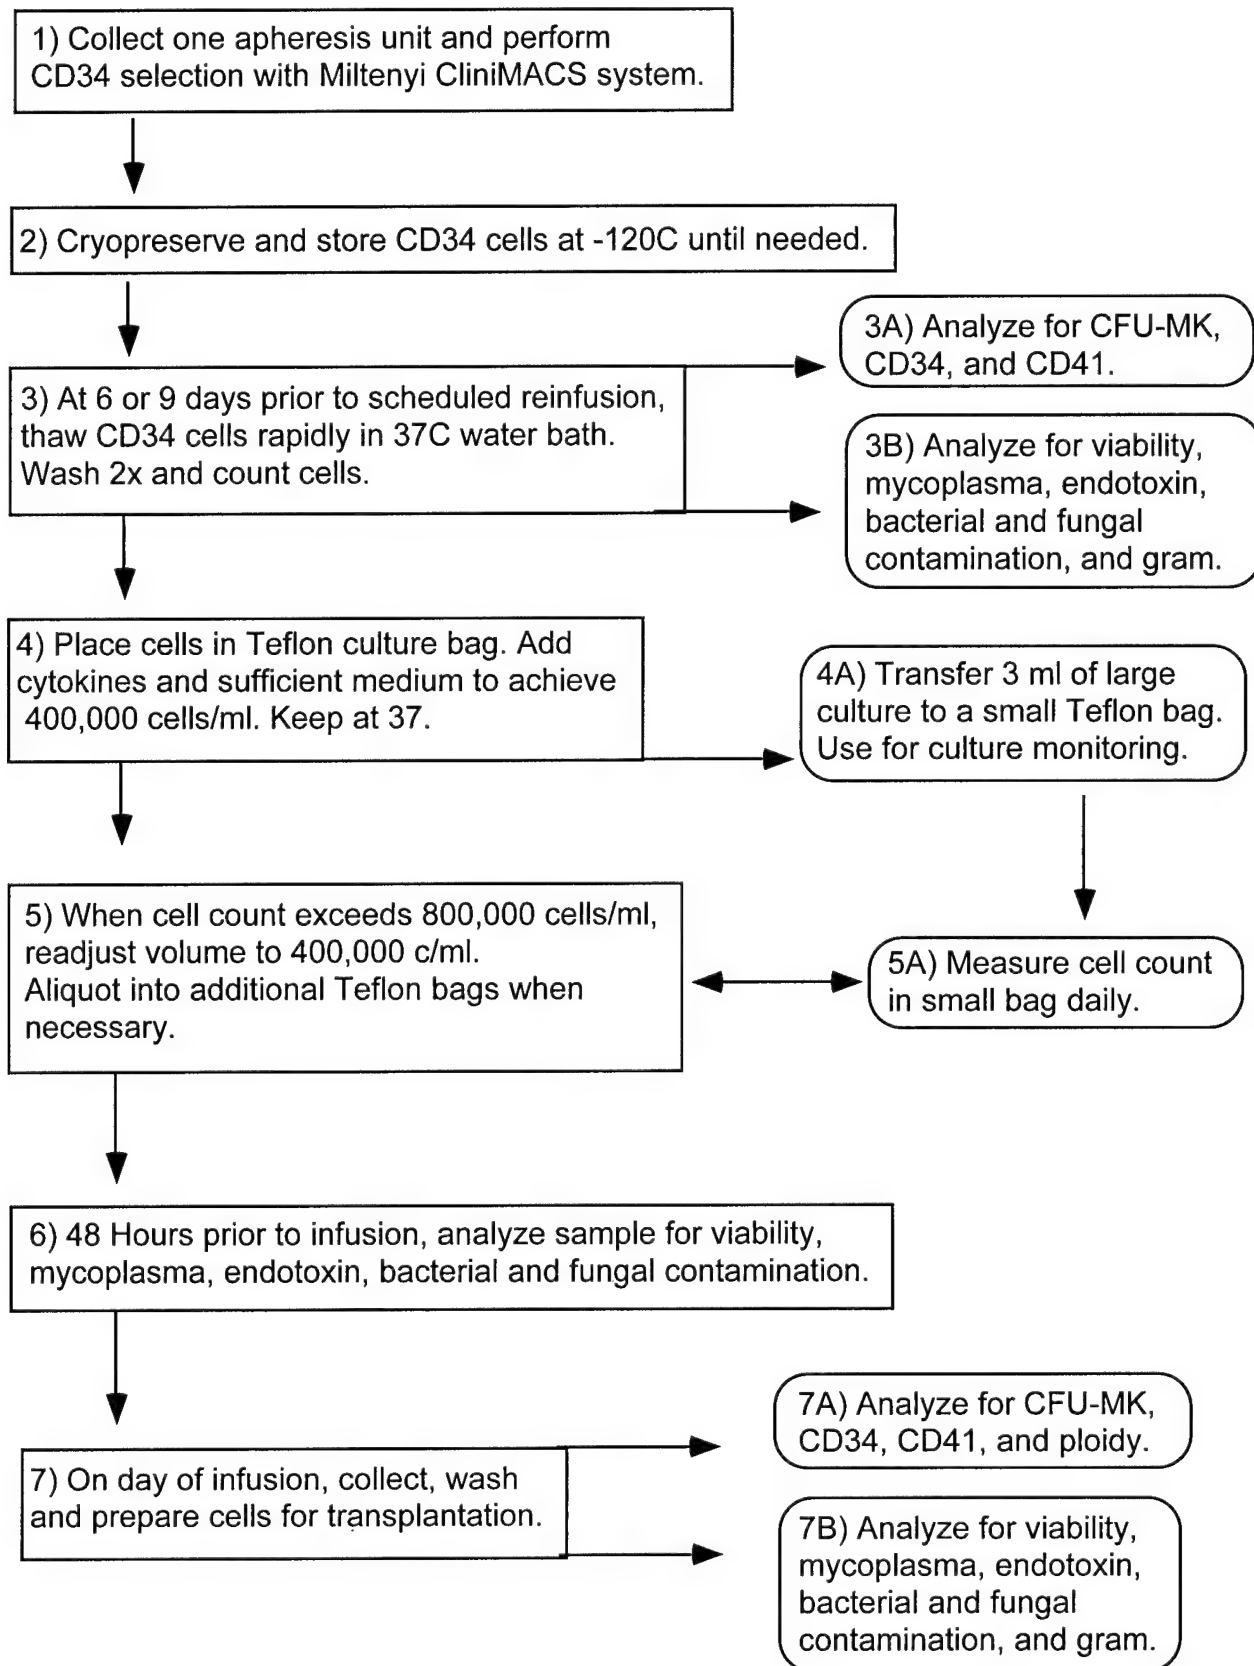 1) Collect one apheresis unit and perform
CD34 selection with Miltenyi CliniMACS system.
2) Cryopreserve and store CD34 cells at -120C until needed.
3) At 6 or 9 days prior to scheduled reinfusion,
thaw CD34 cells rapidly in 37C water bath.
Wash 2x and count cells.
3A) Analyze for CFU-MK,
CD34, and CD41.
3B) Analyze for viability,
mycoplasma, endotoxin,
bacterial and fungal
contamination, and gram.
4) Place cells in Teflon culture bag. Add
cytokines and sufficient medium to achieve
400,000 cells/ml. Keep at 37.
4A) Transfer 3 ml of large
culture to a small Teflon bag.
Use for culture monitoring.
5) When cell count exceeds 800,000 cells/ml,
readjust volume to 400,000 c/ml.
Aliquot into additional Teflon bags when
necessary.
5A) Measure cell count
in small bag daily.
6) 48 Hours prior to infusion, analyze sample for viability,
mycoplasma, endotoxin, bacterial and fungal contamination.
7) On day of infusion, collect, wash
and prepare cells for transplantation.
7A) Analyze for CFU-MK,
CD34, CD41, and ploidy.
7B) Analyze for viability,
mycoplasma, endotoxin,
bacterial and fungal
contamination, and gram.